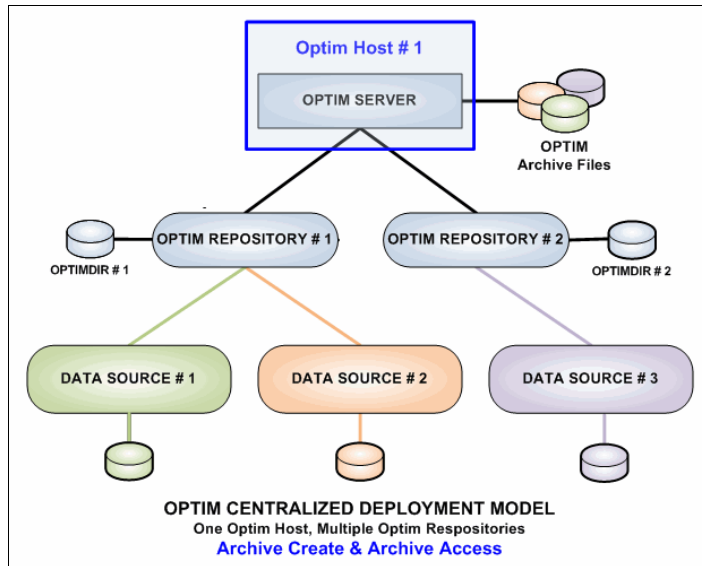 Optim Host # 1
OPTIM SERVER
OPTIM
Archive Files
OPTIM REPOSITORY # 1
OPTIM REPOSITORY # 2
OPTIMDIR # 1
OPTIMDIR # 2
DATA SOURCE # 1
DATA SOURCE # 2
DATA SOURCE # 3
OPTIM CENTRALIZED DEPLOYMENT MODEL
One Optim Host, Multiple Optim Respositories
Archive Create & Archive Access